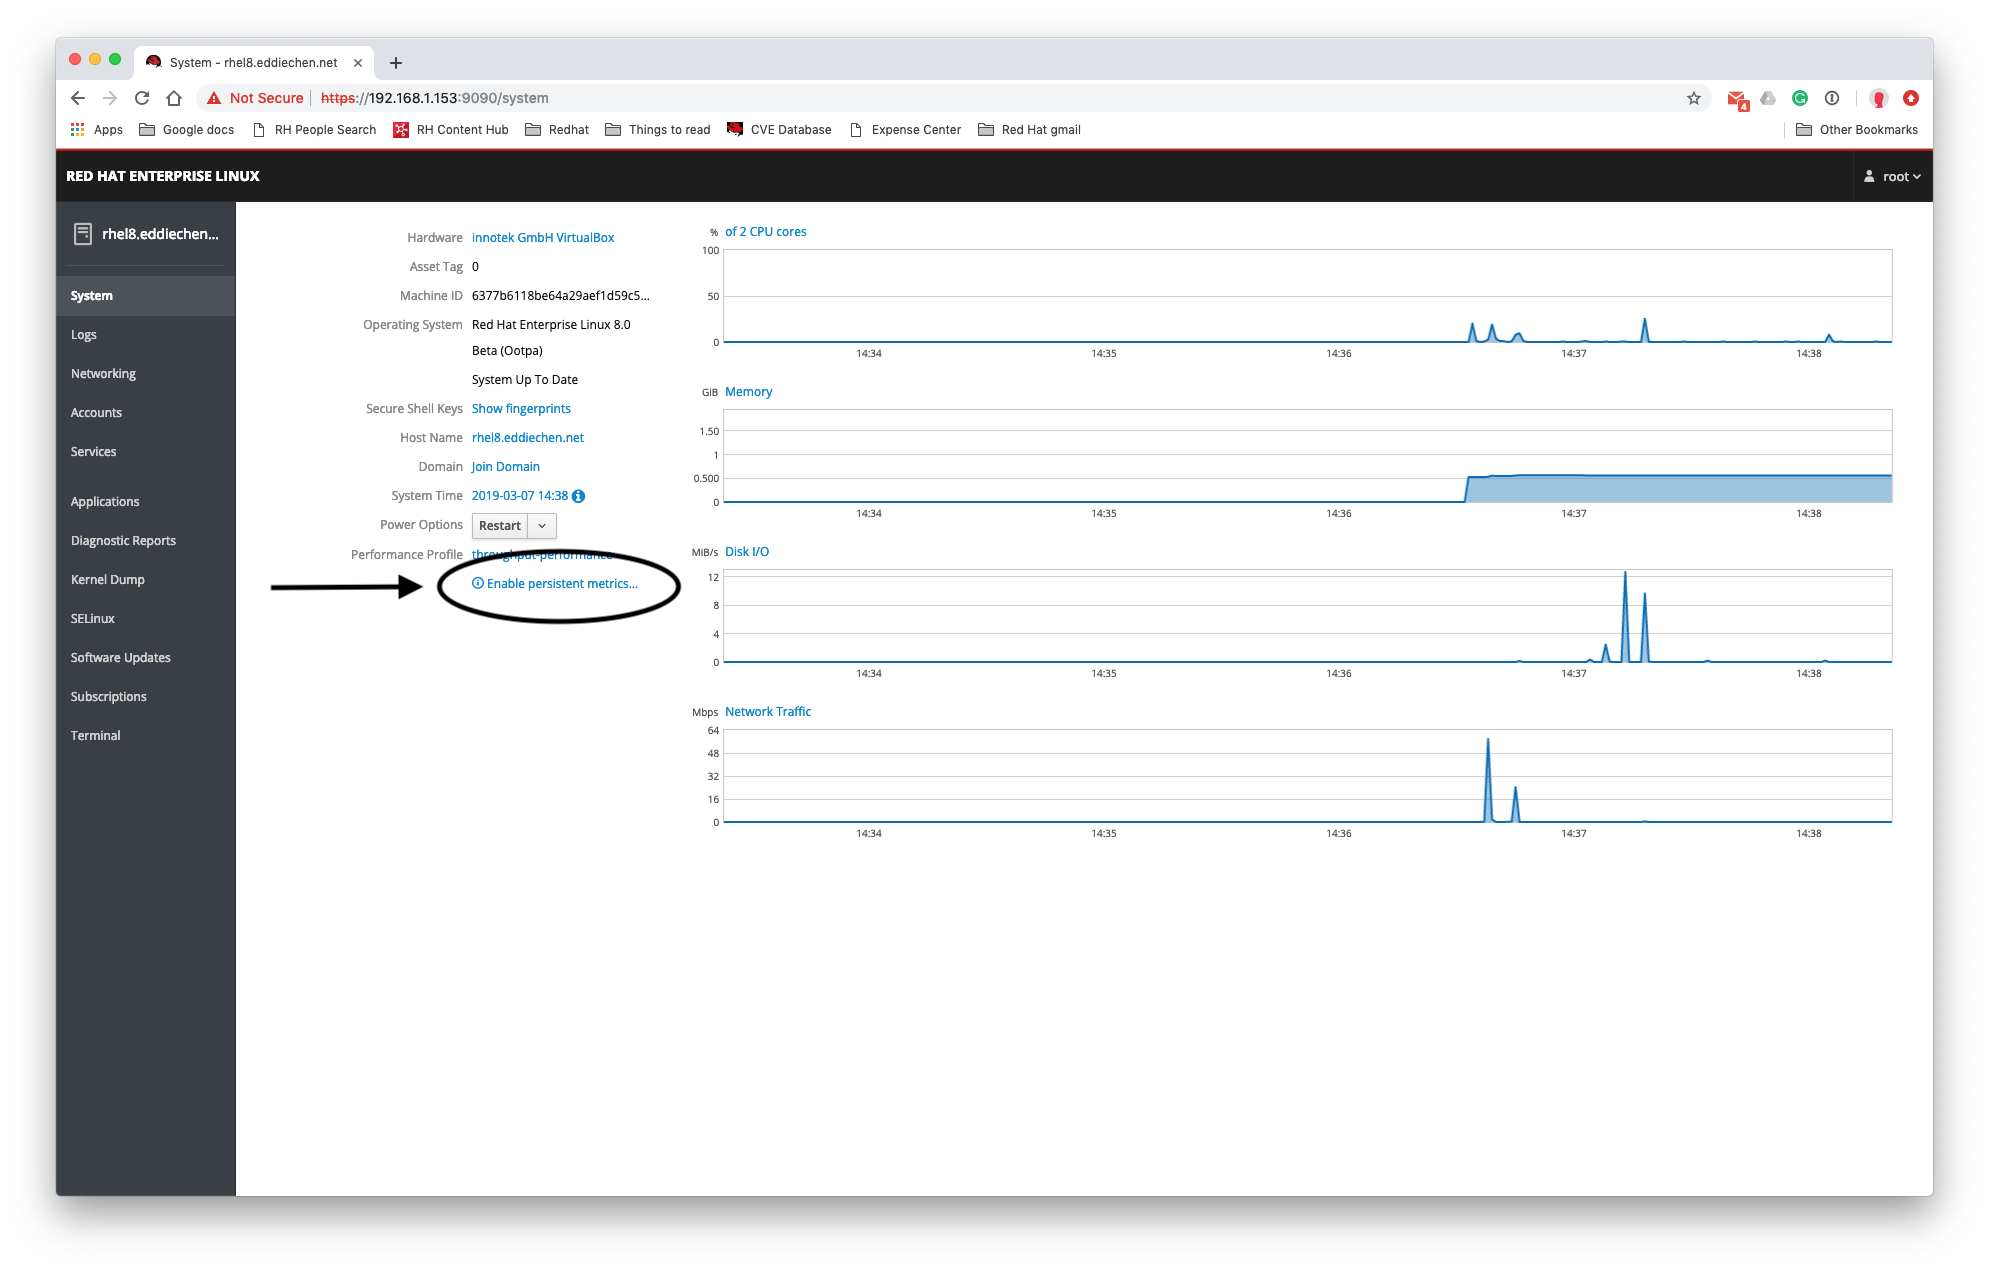 System - rhel8.eddiechen.net
Not Secure https://192.168.1.153:9090/system
4
Apps Google docs RH People Search RH Content Hub Redhat Things to read CVE Database Expense Center Red Hat gmail Other Bookmarks
RED HAT ENTERPRISE LINUX
root
rhel8.eddiechen...
System
Logs
Networking
Accounts
Services
Applications
Diagnostic Reports
Kernel Dump
SELinux
Software Updates
Subscriptions
Terminal
Hardware innotek GmbH VirtualBox
Asset Tag 0
Machine ID 6377b6118be64a29aef1d59c5...
Operating System Red Hat Enterprise Linux 8.0
Beta (Ootpa)
System Up To Date
Secure Shell Keys Show fingerprints
Host Name rhel8.eddiechen.net
Domain Join Domain
System Time 2019-03-07 14:38
Power Options Restart
Performance Profile throughput-performance
Enable persistent metrics...
% of 2 CPU cores
100
50
0
14:34 14:35 14:36 14:37 14:38
GiB Memory
1.50
1
0.500
0
14:34 14:35 14:36 14:37 14:38
MiB/s Disk I/O
12
8
4
0
14:34 14:35 14:36 14:37 14:38
Mbps Network Traffic
64
48
32
16
0
14:34 14:35 14:36 14:37 14:38